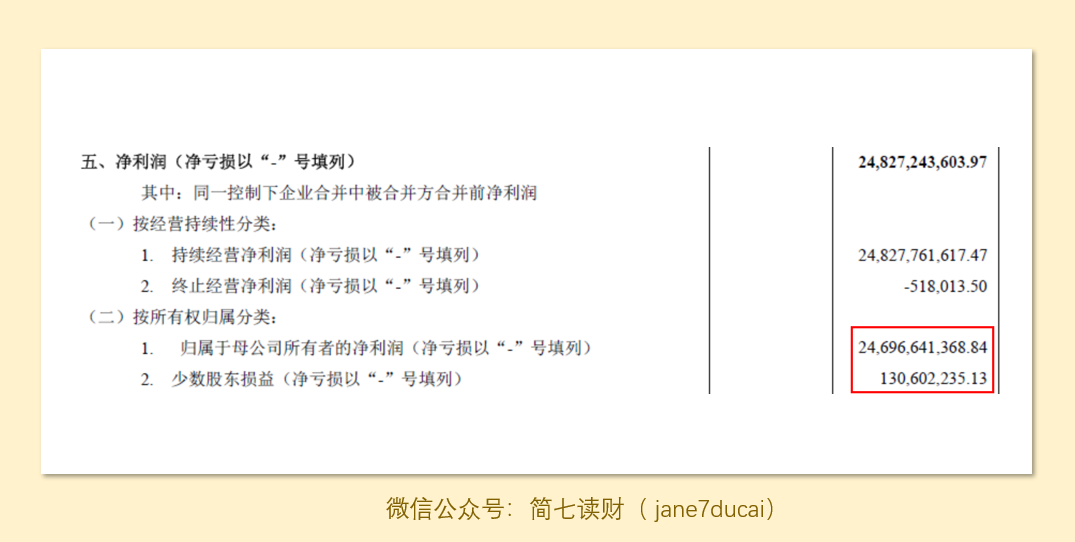 五、净利润（净亏损以“-”号填列） 24,827,243,603.97
其中：同一控制下企业合并中被合并方合并前净利润
（一）按经营持续性分类：
1. 持续经营净利润（净亏损以“-”号填列） 24,827,761,617.47
2. 终止经营净利润（净亏损以“-”号填列） -518,013.50
（二）按所有权归属分类：
1. 归属于母公司所有者的净利润（净亏损以“-”号填列） 24,696,641,368.84
2. 少数股东损益（净亏损以“-”号填列） 130,602,235.13
微信公众号：简七读财（ jane7ducai）